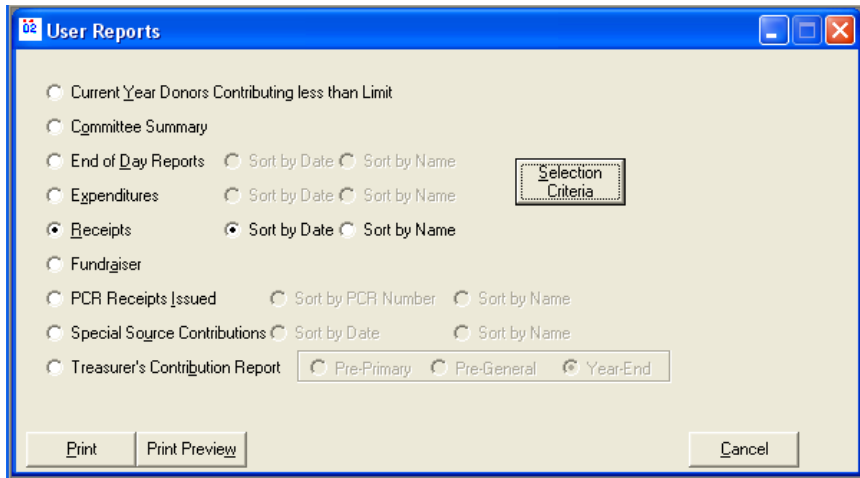 02 User Reports
Current Year Donors Contributing less than Limit
Committee Summary
End of Day Reports Sort by Date Sort by Name
Selection
Criteria
Expenditures Sort by Date Sort by Name
Receipts Sort by Date Sort by Name
Fundraiser
PCR Receipts Issued Sort by PCR Number Sort by Name
Special Source Contributions Sort by Date Sort by Name
Treasurer's Contribution Report Pre-Primary Pre-General Year-End
Print Print Preview Cancel